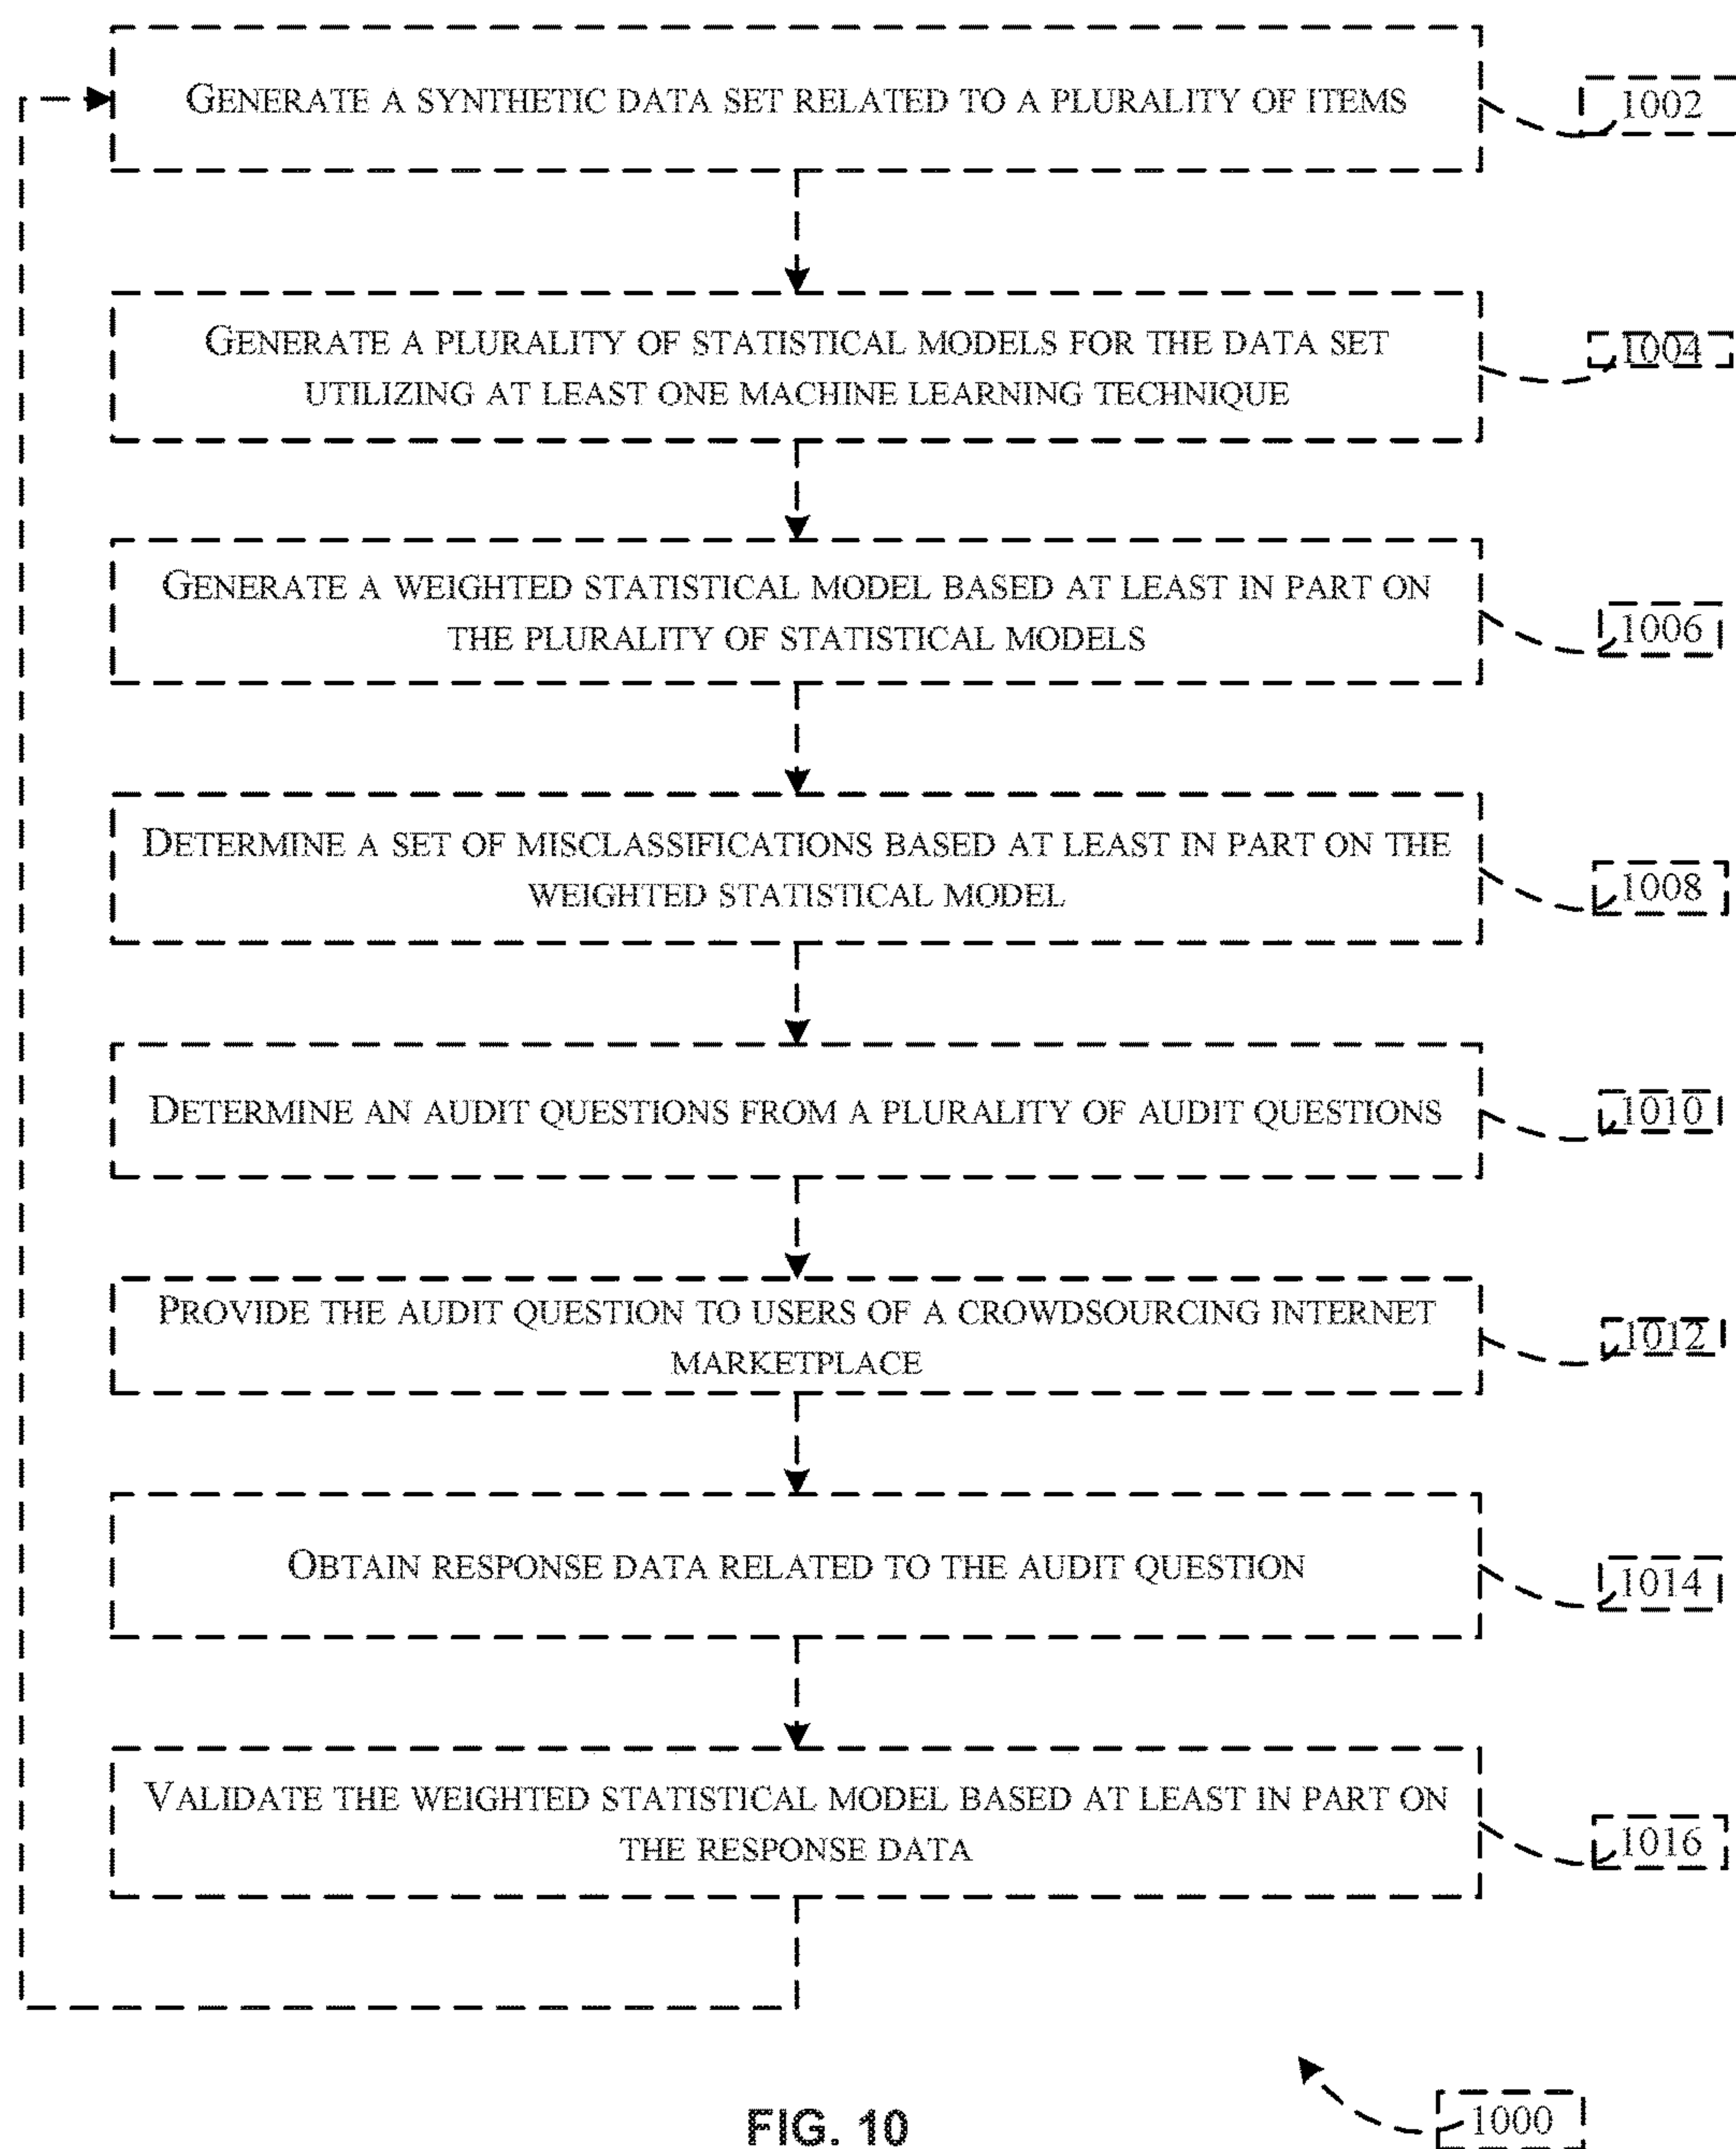 GENERATE A SYNTHETIC DATA SET RELATED TO A PLURALITY OF ITEMS
1002
GENERATE A PLURALITY OF STATISTICAL MODELS FOR THE DATA SET
UTILIZING AT LEAST ONE MACHINE LEARNING TECHNIQUE
1004
GENERATE A WEIGHTED STATISTICAL MODEL BASED AT LEAST IN PART ON
THE PLURALITY OF STATISTICAL MODELS
1006
DETERMINE A SET OF MISCLASSIFICATIONS BASED AT LEAST IN PART ON THE
WEIGHTED STATISTICAL MODEL
1008
DETERMINE AN AUDIT QUESTIONS FROM A PLURALITY OF AUDIT QUESTIONS
1010
PROVIDE THE AUDIT QUESTION TO USERS OF A CROWDSOURCING INTERNET
MARKETPLACE
1012
OBTAIN RESPONSE DATA RELATED TO THE AUDIT QUESTION
1014
VALIDATE THE WEIGHTED STATISTICAL MODEL BASED AT LEAST IN PART ON
THE RESPONSE DATA
1016
FIG. 10
1000